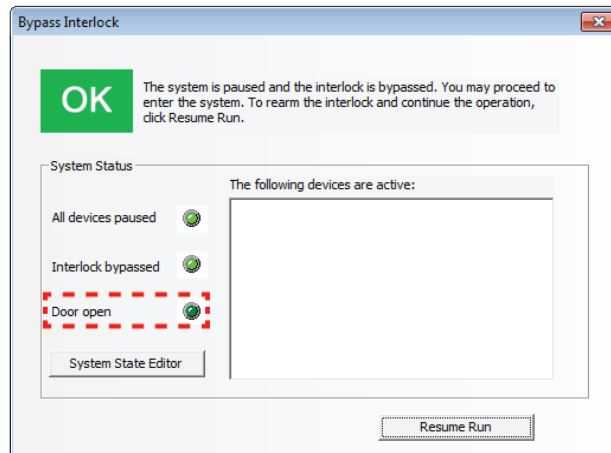 Bypass Interlock
OK
The system is paused and the interlock is bypassed. You may proceed to
enter the system. To rearm the interlock and continue the operation,
click Resume Run.
System Status
The following devices are active:
All devices paused
Interlock bypassed
Door open
System State Editor
Resume Run